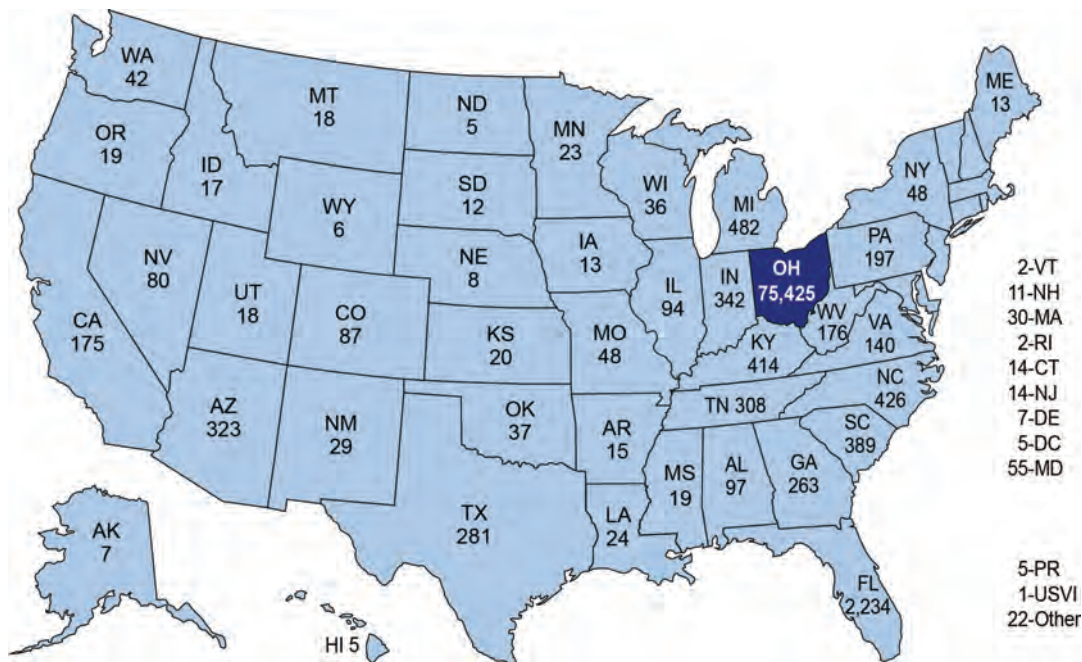 WA
42
MT
18
ND
5
MN
23
ME
13
OR
19
ID
17
SD
12
WI
36
MI
482
NY
48
WY
6
IA
13
PA
197
NV
80
NE
8
IL
94
IN
342
OH
75,425
UT
18
CO
87
CA
175
KS
20
MO
48
WV
176
VA
140
KY
414
NC
426
AZ
323
NM
29
OK
37
AR
15
TN 308
SC
389
MS
19
AL
97
GA
263
TX
281
LA
24
AK
7
FL
2,234
HI 5
2-VT
11-NH
30-MA
2-RI
14-CT
14-NJ
7-DE
5-DC
55-MD
5-PR
1-USVI
22-Other